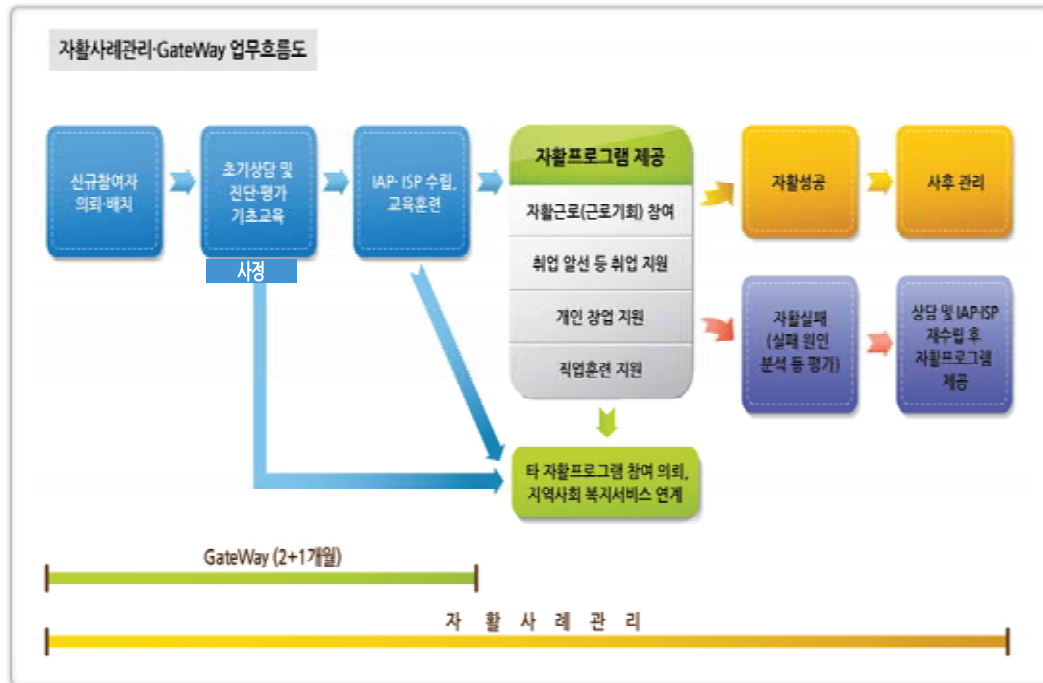 자활사례관리·GateWay 업무흐름도
신규참여자
의뢰·배치
초기상담 및
진단·평가
기초교육
사정
IAP· ISP 수립,
교육훈련
자활프로그램 제공
자활근로(근로기회) 참여
취업 알선 등 취업 지원
개인 창업 지원
직업훈련 지원
자활성공
사후 관리
자활실패
(실패 원인
분석 등 평가)
상담 및 IAP·ISP
재수립 후
자활프로그램
제공
타 자활프로그램 참여 의뢰,
지역사회 복지서비스 연계
GateWay (2+1개월)
자 활 사 례 관 리